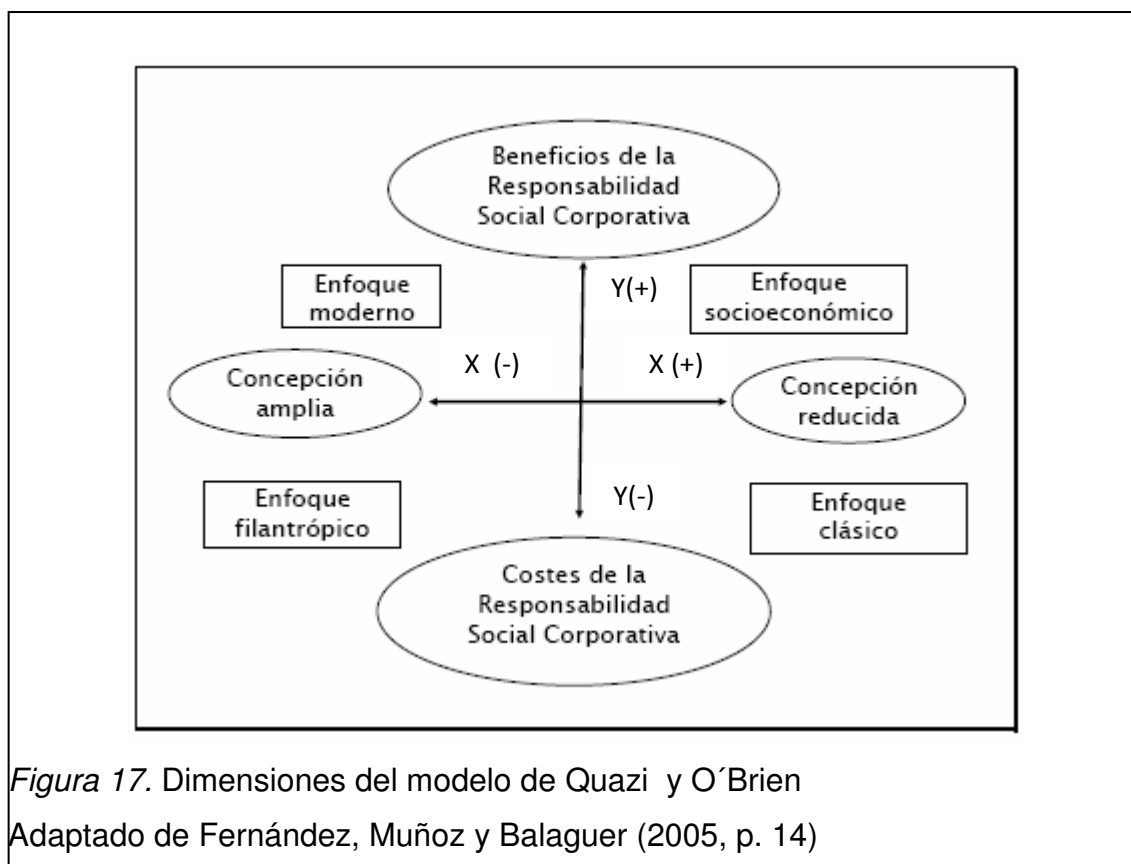 Beneficios de la
Responsabilidad
Social Corporativa
Enfoque
moderno
Y(+)
Enfoque
socioeconómico
X (-)
X (+)
Concepción
amplia
Concepción
reducida
Enfoque
filantrópico
Y(-)
Enfoque
clásico
Costes de la
Responsabilidad
Social Corporativa
Figura 17. Dimensiones del modelo de Quazi y O´Brien
Adaptado de Fernández, Muñoz y Balaguer (2005, p. 14)